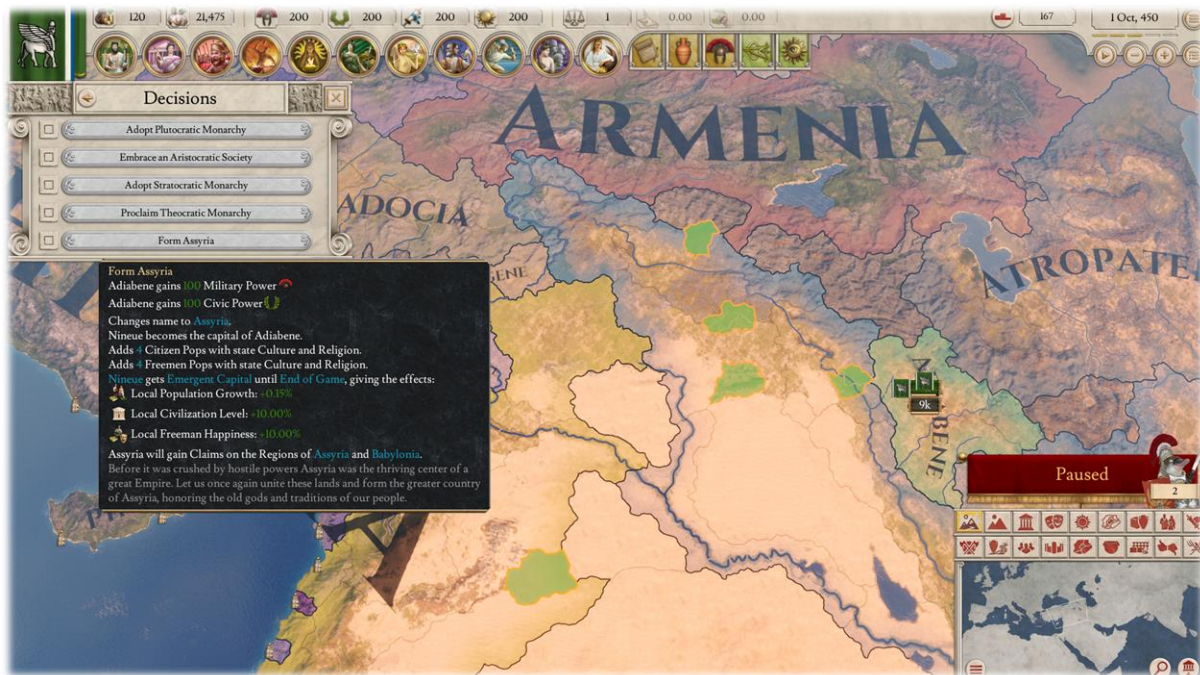 120 21,475 200 200 200 200 1 0.00 0.00 167 1 Oct, 450
Decisions
Adopt Plutocratic Monarchy
Embrace an Aristocratic Society
Adopt Stratocratic Monarchy
Proclaim Theocratic Monarchy
Form Assyria
ARMENIA
ADOCIA
ATROPATE
GENE
BENE
9k
Form Assyria
Adiabene gains 100 Military Power
Adiabene gains 100 Civic Power
Changes name to Assyria.
Nineue becomes the capital of Adiabene.
Adds 4 Citizen Pops with state Culture and Religion.
Adds 4 Freemen Pops with state Culture and Religion.
Nineue gets Emergent Capital until End of Game, giving the effects:
Local Population Growth: +0.15%
Local Civilization Level: +10.00%
Local Freeman Happiness: +10.00%
Assyria will gain Claims on the Regions of Assyria and Babylonia.
Before it was crushed by hostile powers Assyria was the thriving center of a
great Empire. Let us once again unite these lands and form the greater country
of Assyria, honoring the old gods and traditions of our people.
Paused
2